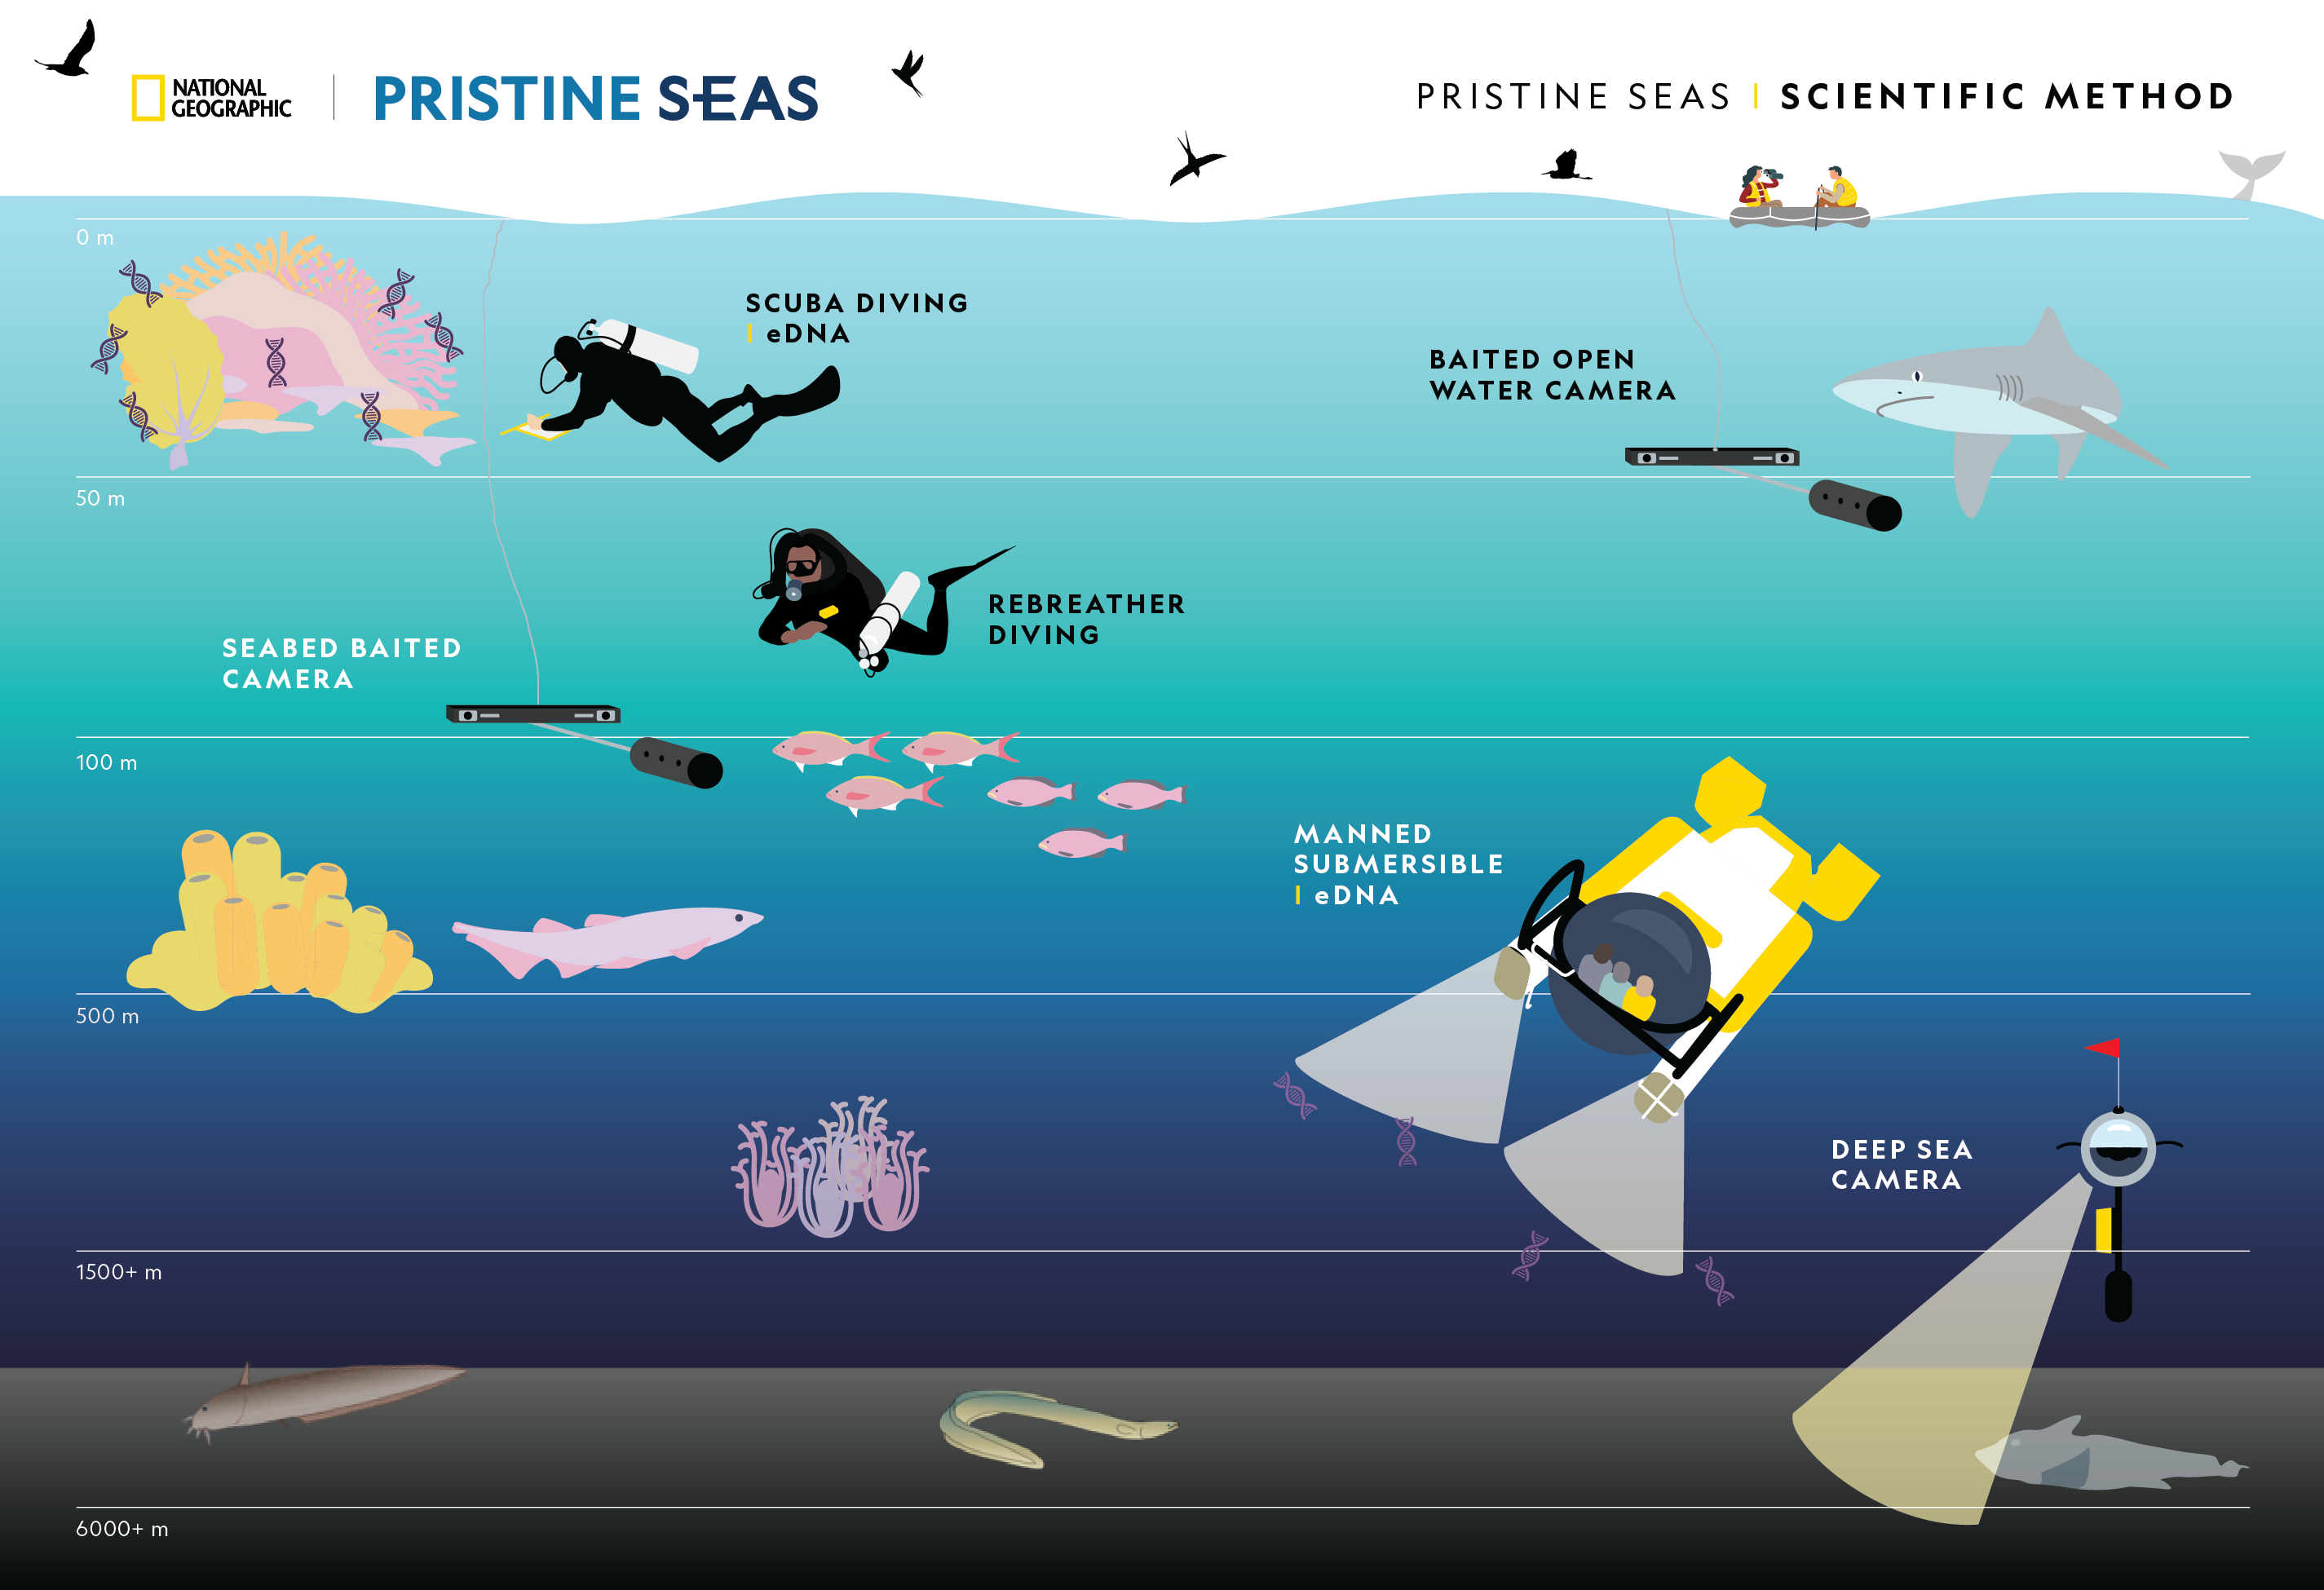 NATIONAL
GEOGRAPHIC
PRISTINE SEAS
PRISTINE SEAS | SCIENTIFIC METHOD
0 m
SCUBA DIVING
| eDNA
BAITED OPEN
WATER CAMERA
50 m
REBREATHER
DIVING
SEABED BAITED
CAMERA
100 m
MANNED
SUBMERSIBLE
| eDNA
500 m
DEEP SEA
CAMERA
1500+ m
6000+ m